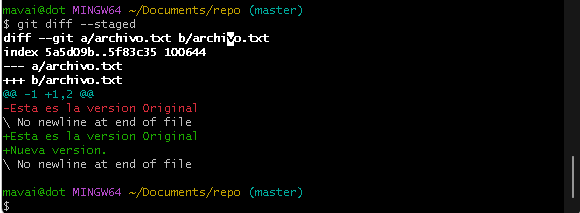 mavai@dot MINGW64 ~/Documents/repo (master)
$ git diff --staged
diff --git a/archivo.txt b/archivo.txt
index 5a5d09b..5f83c35 100644
--- a/archivo.txt
+++ b/archivo.txt
@@ -1 +1,2 @@
-Esta es la version Original
\ No newline at end of file
+Esta es la version Original
+Nueva version.
\ No newline at end of file
mavai@dot MINGW64 ~/Documents/repo (master)
$